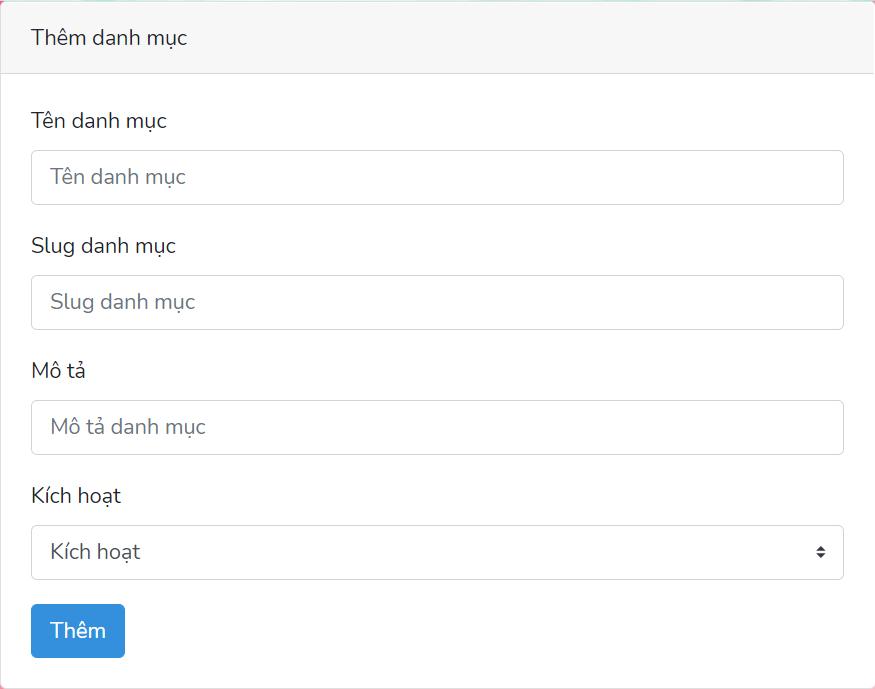 Thêm danh mục
Tên danh mục
Tên danh mục
Slug danh mục
Slug danh mục
Mô tả
Mô tả danh mục
Kích hoạt
Kích hoạt
Thêm